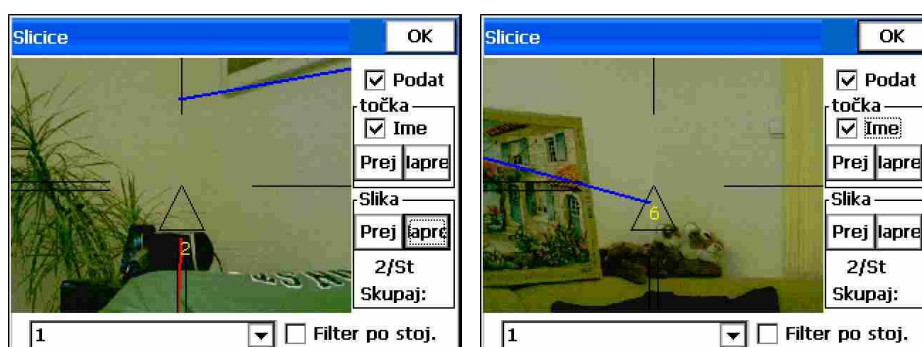 Slicice OK
Podat
točka
Ime
Prej lapre
Slika
Prej lapre
2/St
Skupaj:
2
1 Filter po stoj.
Slicice OK
Podat
točka
Ime
Prej lapre
Slika
Prej lapre
2/St
Skupaj:
6
1 Filter po stoj.